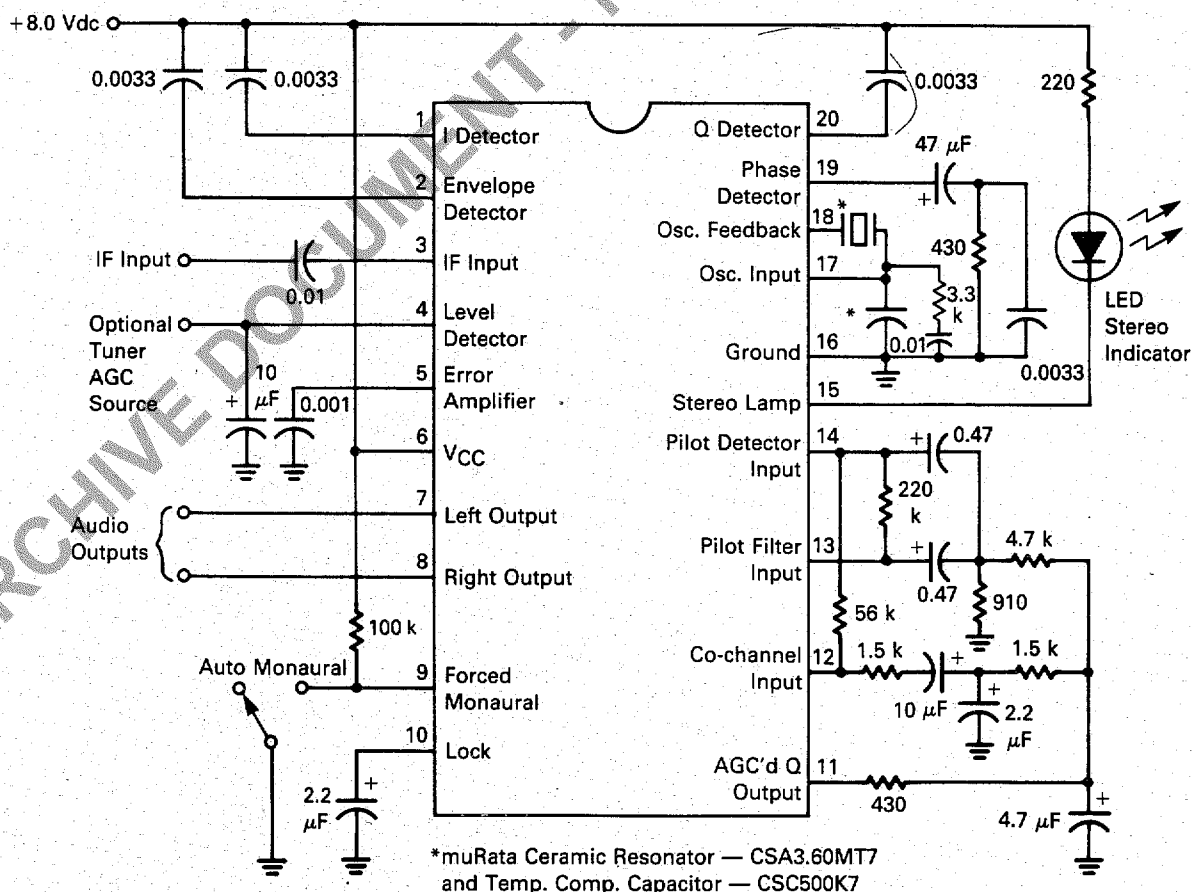 +8.0 Vdc
0.0033
0.0033
0.0033
220
1
I Detector
Q Detector
20
2
Envelope
Detector
Phase
Detector
19
47 μF
+
3
IF Input
0.01
IF Input
Osc. Feedback
18
*
Osc. Input
17
*
3.3
k
0.01
430
0.0033
LED
Stereo
Indicator
Optional
Tuner
AGC
Source
4
Level
Detector
Ground
16
10
μF
+
0.001
5
Error
Amplifier
Stereo Lamp
15
6
VCC
Pilot Detector
Input
14
+
0.47
220
k
Audio
Outputs
7
Left Output
8
Right Output
Pilot Filter
Input
13
+
0.47
4.7 k
910
56 k
100 k
Auto Monaural
9
Forced
Monaural
Co-channel
Input
12
1.5 k
+
10 μF
+
2.2
μF
1.5 k
10
Lock
2.2
μF
+
AGC'd Q
Output
11
430
4.7 μF
+
*muRata Ceramic Resonator — CSA3.60MT7
and Temp. Comp. Capacitor — CSC500K7
ARCHIVE DOCUMENT -